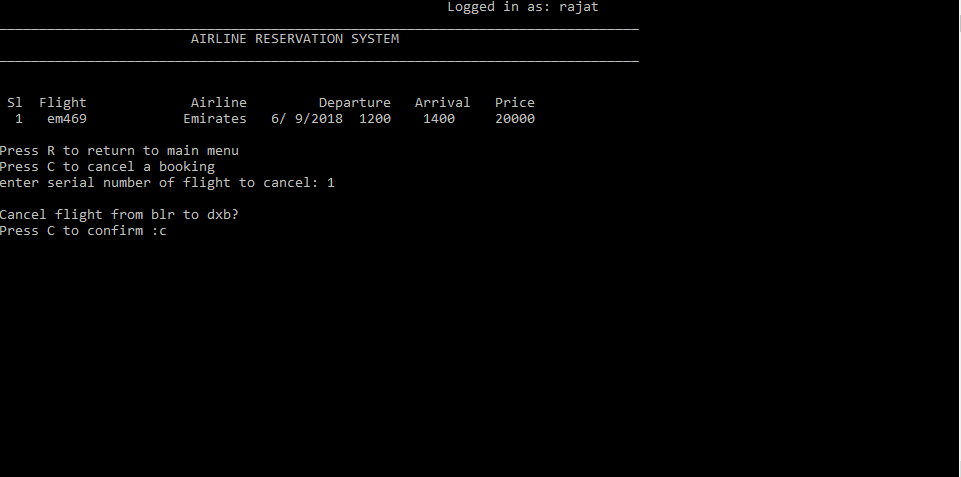 Logged in as: rajat
AIRLINE RESERVATION SYSTEM
Sl Flight Airline Departure Arrival Price
1 em469 Emirates 6/ 9/2018 1200 1400 20000
Press R to return to main menu
Press C to cancel a booking
enter serial number of flight to cancel: 1
Cancel flight from blr to dxb?
Press C to confirm :c